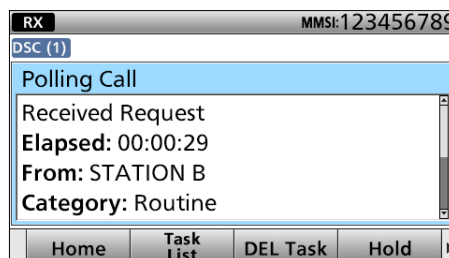 RX MMSI:123456789
DSC (1)
Polling Call
Received Request
Elapsed: 00:00:29
From: STATION B
Category: Routine
Home Task List DEL Task Hold